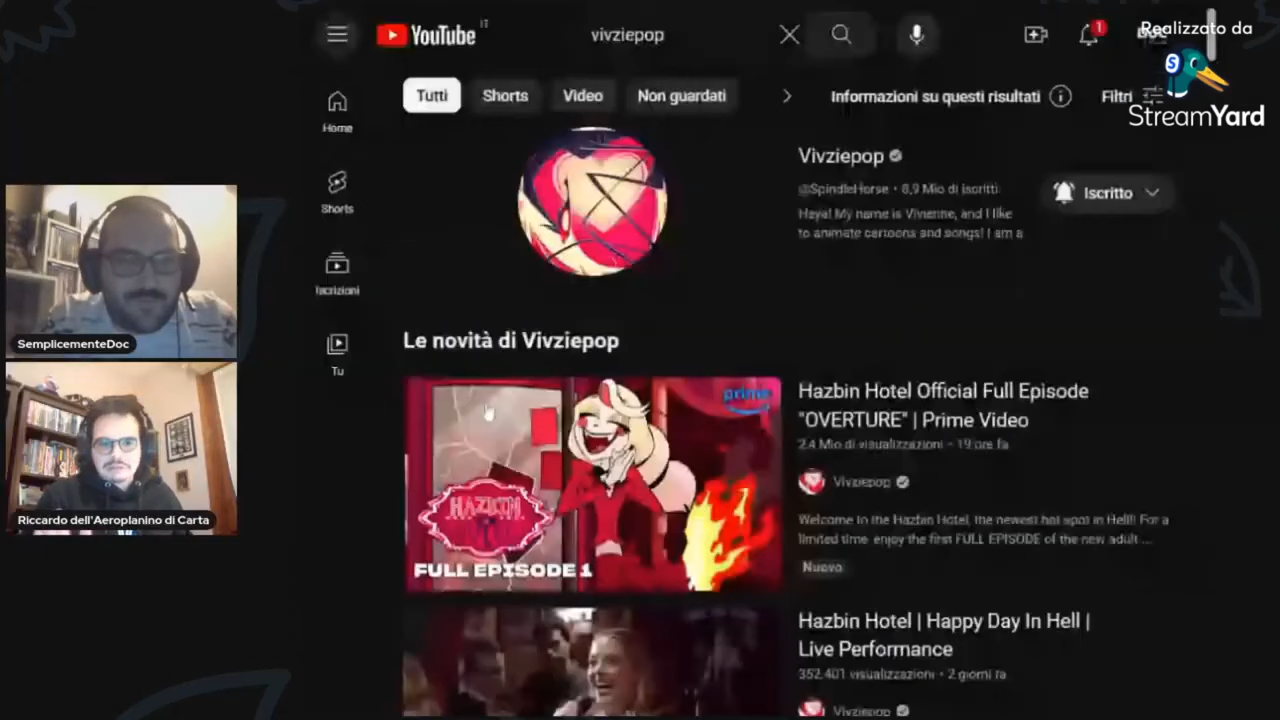 YouTube
IT
vivziepop
1
Realizzato da
StreamYard
Tutti
Shorts
Video
Non guardati
Informazioni su questi risultati
Filtri
Home
Shorts
Iscrizioni
Tu
Vivziepop
@SpindleHorse • 8,9 Mio di iscritti
Heya! My name is Vivienne, and I like
to animate cartoons and songs! I am a
Iscritto
SemplicementeDoc
Riccardo dell'Aeroplanino di Carta
Le novità di Vivziepop
prime
HAZBIN
FULL EPISODE 1
Hazbin Hotel Official Full Episode
"OVERTURE" | Prime Video
2,4 Mio di visualizzazioni • 19 ore fa
Vivziepop
Welcome to the Hazbin Hotel, the newest hot spot in Hell!! For a
limited time, enjoy the first FULL EPISODE of the new adult ...
Nuovo
Hazbin Hotel | Happy Day In Hell |
Live Performance
352.401 visualizzazioni • 2 giorni fa
Vivziepop